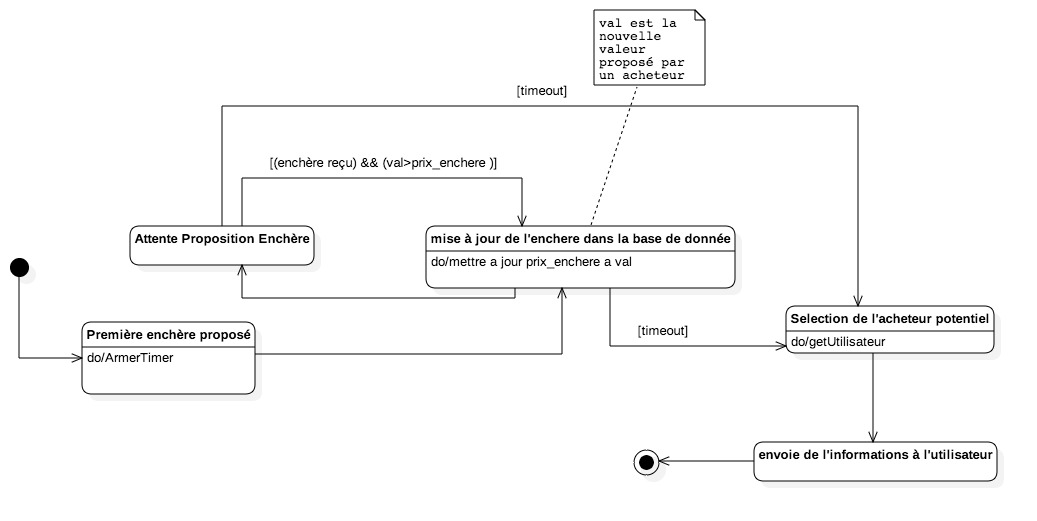 val est la
nouvelle
valeur
proposé par
un acheteur
[timeout]
[(enchère reçu) && (val>prix_enchere )]
Attente Proposition Enchère
mise à jour de l'enchere dans la base de donnée
do/mettre a jour prix_enchere a val
Première enchère proposé
do/ArmerTimer
[timeout]
Selection de l'acheteur potentiel
do/getUtilisateur
envoie de l'informations à l'utilisateur